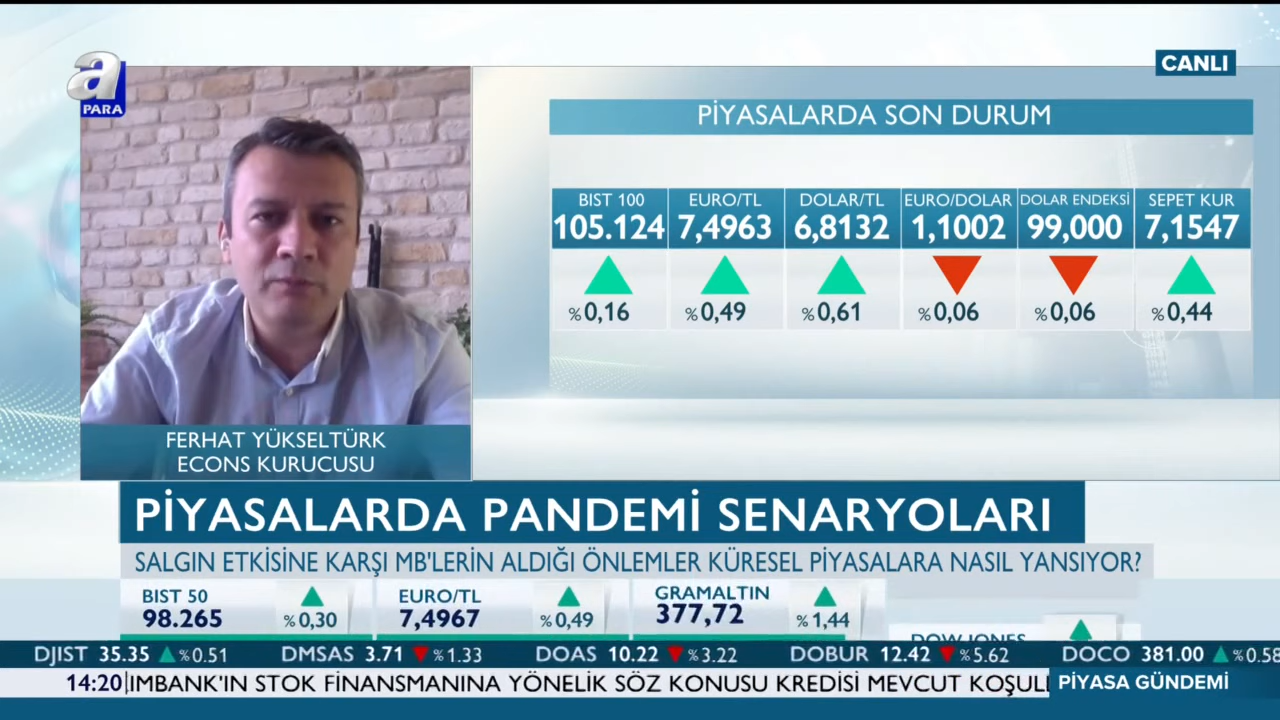 a
PARA
CANLI
PİYASALARDA SON DURUM
BIST 100 EURO/TL DOLAR/TL EURO/DOLAR DOLAR ENDEKSİ SEPET KUR
105.124 7,4963 6,8132 1,1002 99,000 7,1547
%0,16 %0,49 %0,61 %0,06 %0,06 %0,44
FERHAT YÜKSELTÜRK
ECONS KURUCUSU
PİYASALARDA PANDEMİ SENARYOLARI
SALGIN ETKİSİNE KARŞI MB'LERİN ALDIĞI ÖNLEMLER KÜRESEL PİYASALARA NASIL YANSIYOR?
BIST 50 EURO/TL GRAMALTIN
98.265 %0,30 7,4967 %0,49 377,72 %1,44
DOW JONES
DJIST 35.35 %0.51 DMSAS 3.71 %1.33 DOAS 10.22 %3.22 DOBUR 12.42 %5.62 DOCO 381.00 %0.58
14:20 IMBANK'IN STOK FİNANSMANINA YÖNELİK SÖZ KONUSU KREDİSİ MEVCUT KOŞULL PİYASA GÜNDEMİ